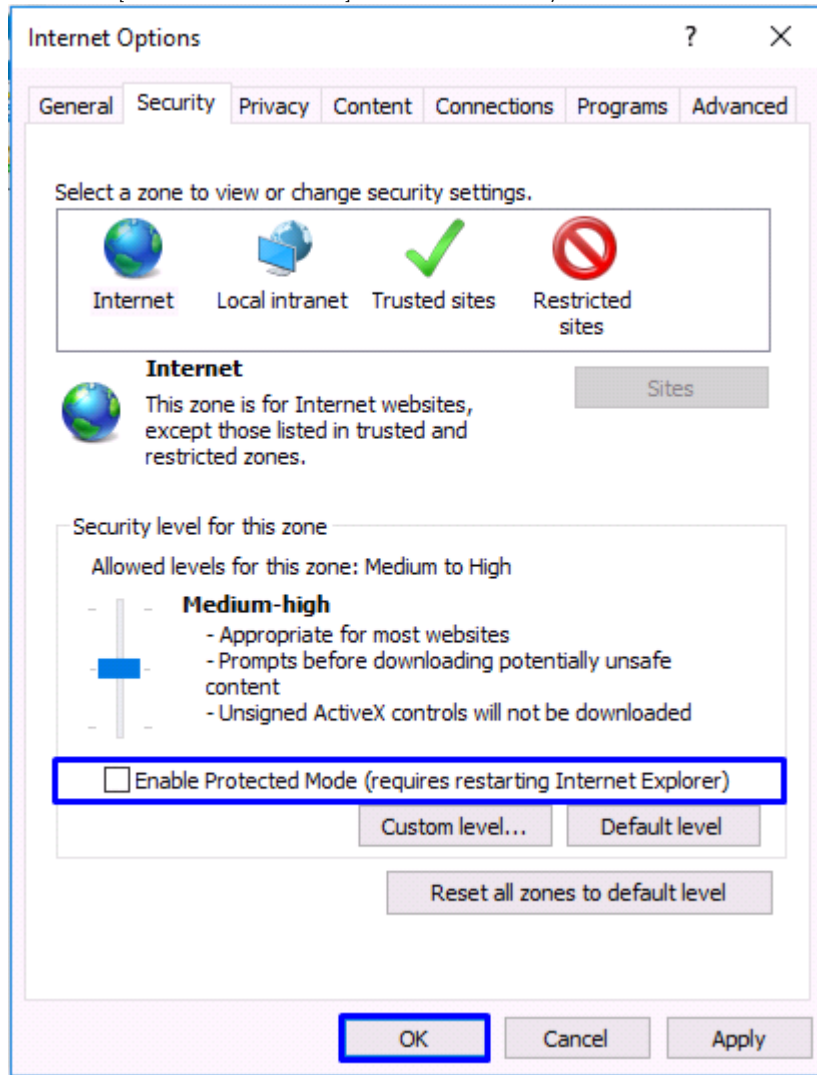 Internet Options ?
General Security Privacy Content Connections Programs Advanced
Select a zone to view or change security settings.
Internet Local intranet Trusted sites Restricted
sites
Internet
Sites
This zone is for Internet websites,
except those listed in trusted and
restricted zones.
Security level for this zone
Allowed levels for this zone: Medium to High
Medium-high
- Appropriate for most websites
- Prompts before downloading potentially unsafe
content
- Unsigned ActiveX controls will not be downloaded
Enable Protected Mode (requires restarting Internet Explorer)
Custom level... Default level
Reset all zones to default level
OK Cancel Apply